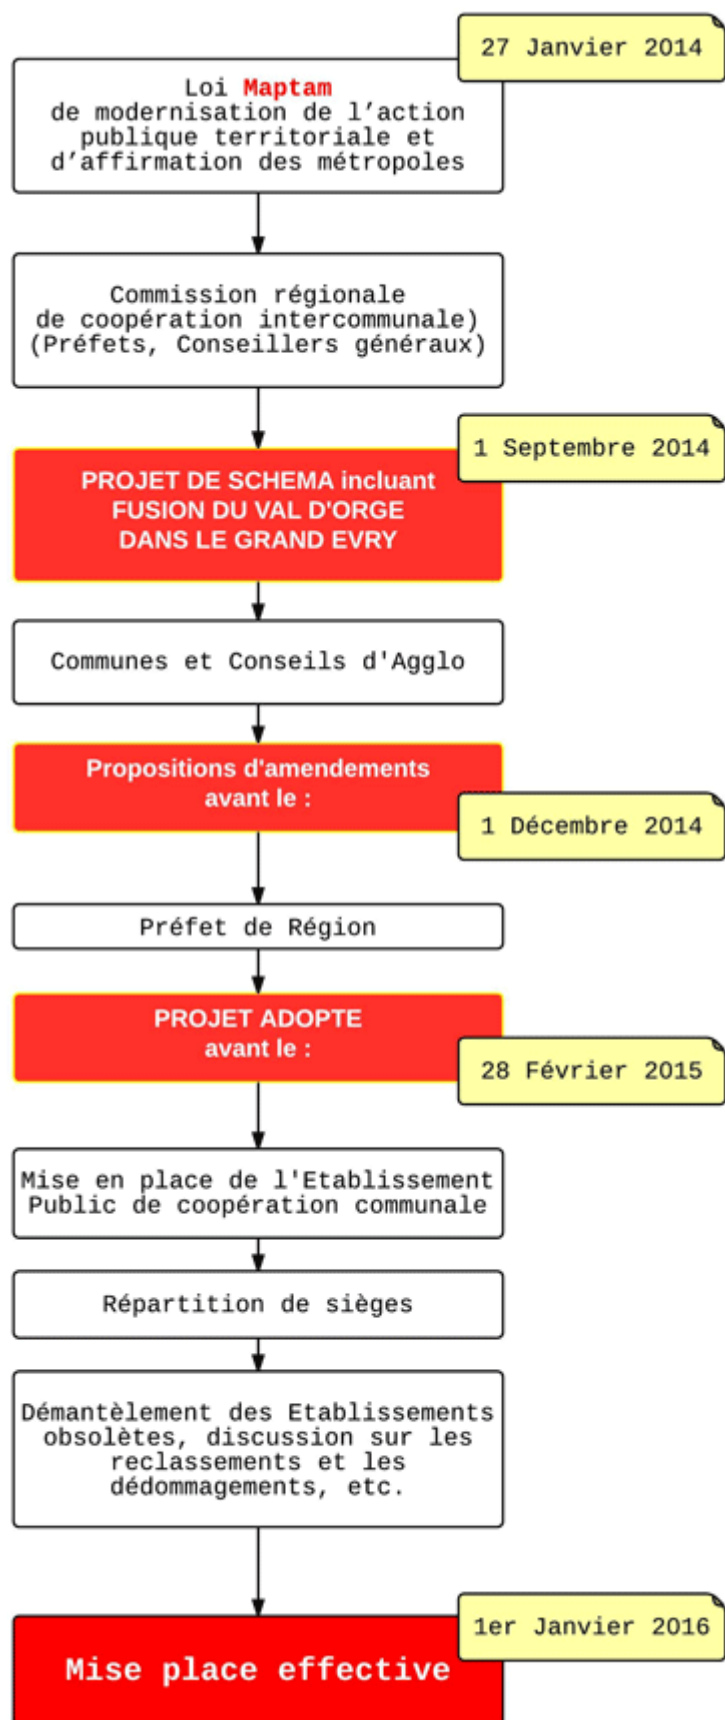 27 Janvier 2014
Loi Maptam
de modernisation de l’action
publique territoriale et
d’affirmation des métropoles
Commission régionale
de coopération intercommunale)
(Préfets, Conseillers généraux)
1 Septembre 2014
PROJET DE SCHEMA incluant
FUSION DU VAL D'ORGE
DANS LE GRAND EVRY
Communes et Conseils d'Agglo
Propositions d'amendements
avant le :
1 Décembre 2014
Préfet de Région
PROJET ADOPTE
avant le :
28 Février 2015
Mise en place de l'Etablissement
Public de coopération communale
Répartition de sièges
Démantèlement des Etablissements
obsolètes, discussion sur les
reclassements et les
dédommagements, etc.
1er Janvier 2016
Mise place effective